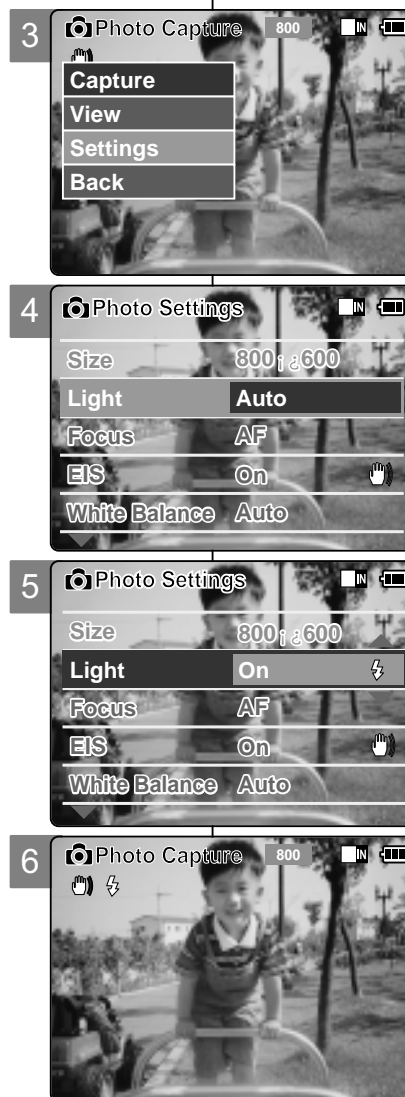 3
Photo Capture 800 IN
Capture
View
Settings
Back
4
Photo Settings IN
Size 800¡¿600
Light Auto
Focus AF
EIS On
White Balance Auto
5
Photo Settings IN
Size 800¡¿600
Light On
Focus AF
EIS On
White Balance Auto
6
Photo Capture 800 IN